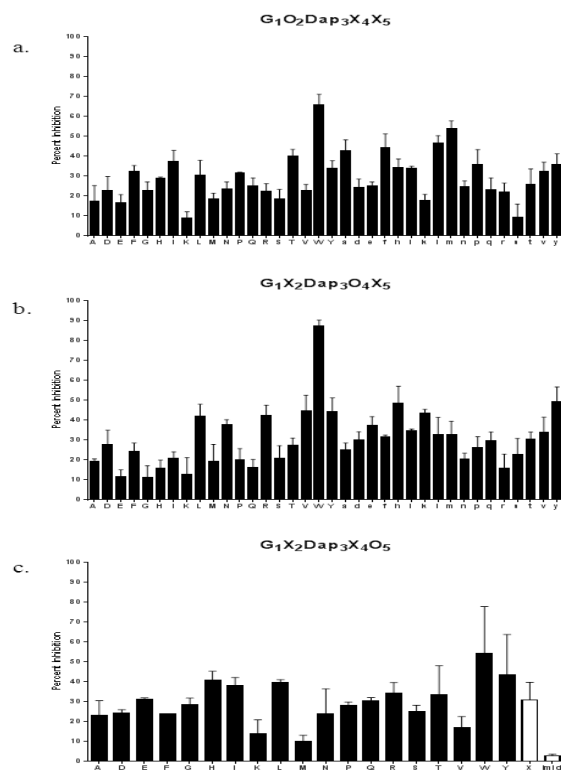 G₁O₂Dap₃X₄X₅
a.
Percent Inhibition
100
90
80
70
60
50
40
30
20
10
0
A D E F G H I K L M N P Q R S T V W Y a d e f h i k l m n p q r s t v y
G₁X₂Dap₃O₄X₅
b.
Percent Inhibition
100
90
80
70
60
50
40
30
20
10
0
A D E F G H I K L M N P Q R S T V W Y a d e f h i k l m n p q r s t v y
G₁X₂Dap₃X₄O₅
c.
Percent Inhibition
100
90
80
70
60
50
40
30
20
10
0
A D E F G H I K L M N P Q R S T V W Y X